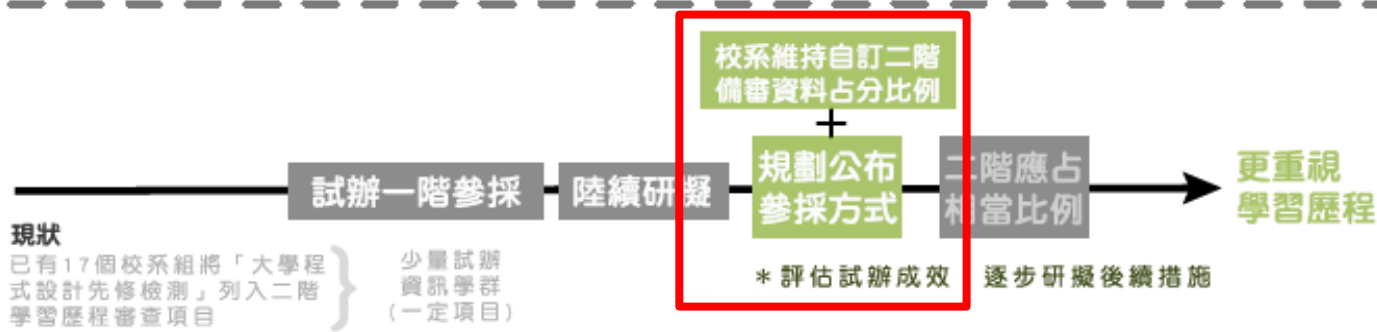 校系維持自訂二階
備審資料占分比例
+
試辦一階參採
陸續研擬
規劃公布
參採方式
二階應占
相當比例
更重視
學習歷程
現狀
已有17個校系組將「大學程
式設計先修檢測」列入二階
學習歷程審查項目
少量試辦
資訊學群
(一定項目)
*評估試辦成效 逐步研擬後續措施